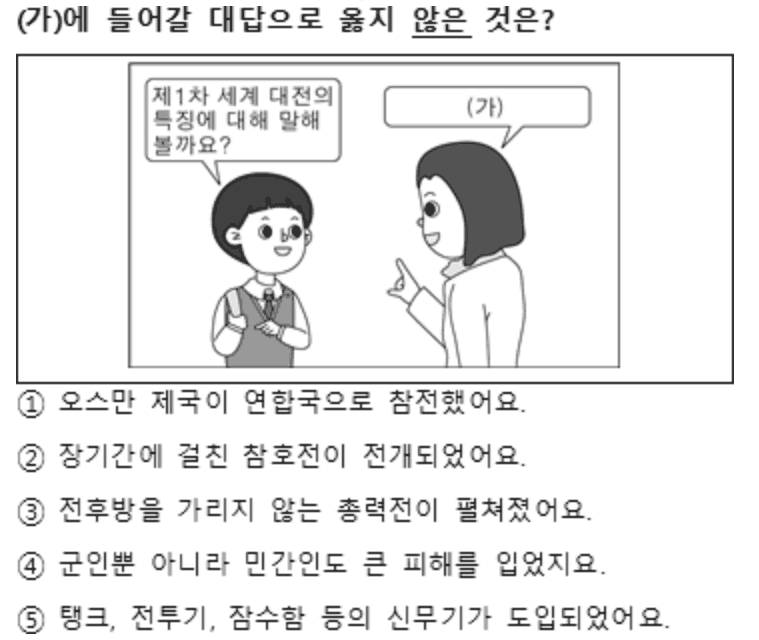 (가)에 들어갈 대답으로 옳지 않은 것은?
제1차 세계 대전의
특징에 대해 말해
볼까요?
(가)
① 오스만 제국이 연합국으로 참전했어요.
② 장기간에 걸친 참호전이 전개되었어요.
③ 전후방을 가리지 않는 총력전이 펼쳐졌어요.
④ 군인뿐 아니라 민간인도 큰 피해를 입었지요.
⑤ 탱크, 전투기, 잠수함 등의 신무기가 도입되었어요.